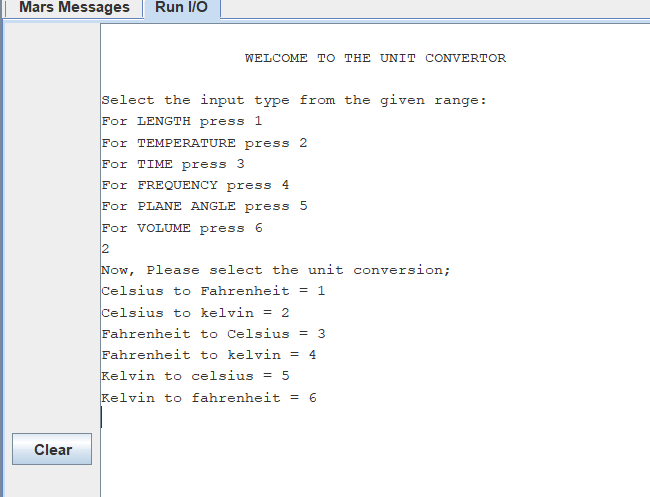 Mars Messages Run I/O
WELCOME TO THE UNIT CONVERTOR
Select the input type from the given range:
For LENGTH press 1
For TEMPERATURE press 2
For TIME press 3
For FREQUENCY press 4
For PLANE ANGLE press 5
For VOLUME press 6
2
Now, Please select the unit conversion;
Celsius to Fahrenheit = 1
Celsius to kelvin = 2
Fahrenheit to Celsius = 3
Fahrenheit to kelvin = 4
Kelvin to celsius = 5
Kelvin to fahrenheit = 6
Clear